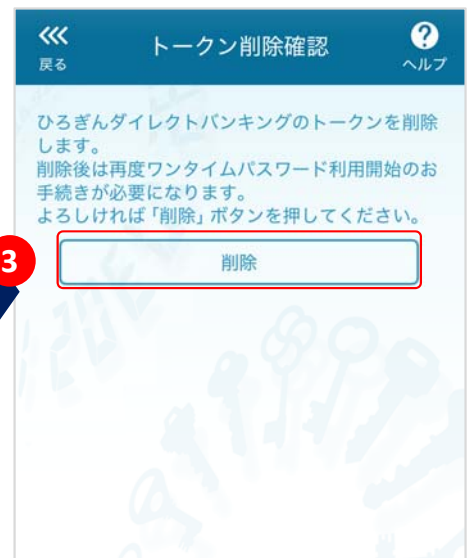 戻る
トークン削除確認
?
ヘルプ
ひろぎんダイレクトバンキングのトークンを削除
します。
削除後は再度ワンタイムパスワード利用開始のお
手続きが必要になります。
よろしければ「削除」ボタンを押してください。
3
削除